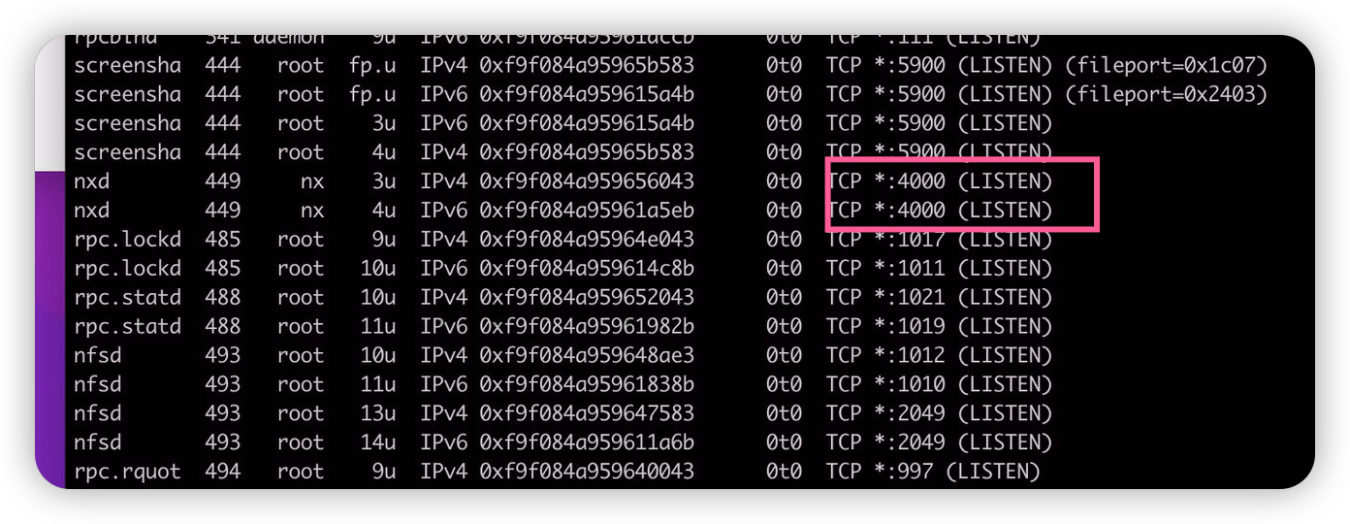 rpcbind 341 daemon 9u IPv6 0xf9f084a95961accb 0t0 TCP *:111 (LISTEN)
screensha 444 root fp.u IPv4 0xf9f084a95965b583 0t0 TCP *:5900 (LISTEN) (fileport=0x1c07)
screensha 444 root fp.u IPv6 0xf9f084a959615a4b 0t0 TCP *:5900 (LISTEN) (fileport=0x2403)
screensha 444 root 3u IPv6 0xf9f084a959615a4b 0t0 TCP *:5900 (LISTEN)
screensha 444 root 4u IPv4 0xf9f084a95965b583 0t0 TCP *:5900 (LISTEN)
nxd 449 nx 3u IPv4 0xf9f084a959656043 0t0 TCP *:4000 (LISTEN)
nxd 449 nx 4u IPv6 0xf9f084a95961a5eb 0t0 TCP *:4000 (LISTEN)
rpc.lockd 485 root 9u IPv4 0xf9f084a95964e043 0t0 TCP *:1017 (LISTEN)
rpc.lockd 485 root 10u IPv6 0xf9f084a959614c8b 0t0 TCP *:1011 (LISTEN)
rpc.statd 488 root 10u IPv4 0xf9f084a959652043 0t0 TCP *:1021 (LISTEN)
rpc.statd 488 root 11u IPv6 0xf9f084a95961982b 0t0 TCP *:1019 (LISTEN)
nfsd 493 root 10u IPv4 0xf9f084a959648ae3 0t0 TCP *:1012 (LISTEN)
nfsd 493 root 11u IPv6 0xf9f084a95961838b 0t0 TCP *:1010 (LISTEN)
nfsd 493 root 13u IPv4 0xf9f084a959647583 0t0 TCP *:2049 (LISTEN)
nfsd 493 root 14u IPv6 0xf9f084a959611a6b 0t0 TCP *:2049 (LISTEN)
rpc.rquot 494 root 9u IPv4 0xf9f084a959640043 0t0 TCP *:997 (LISTEN)